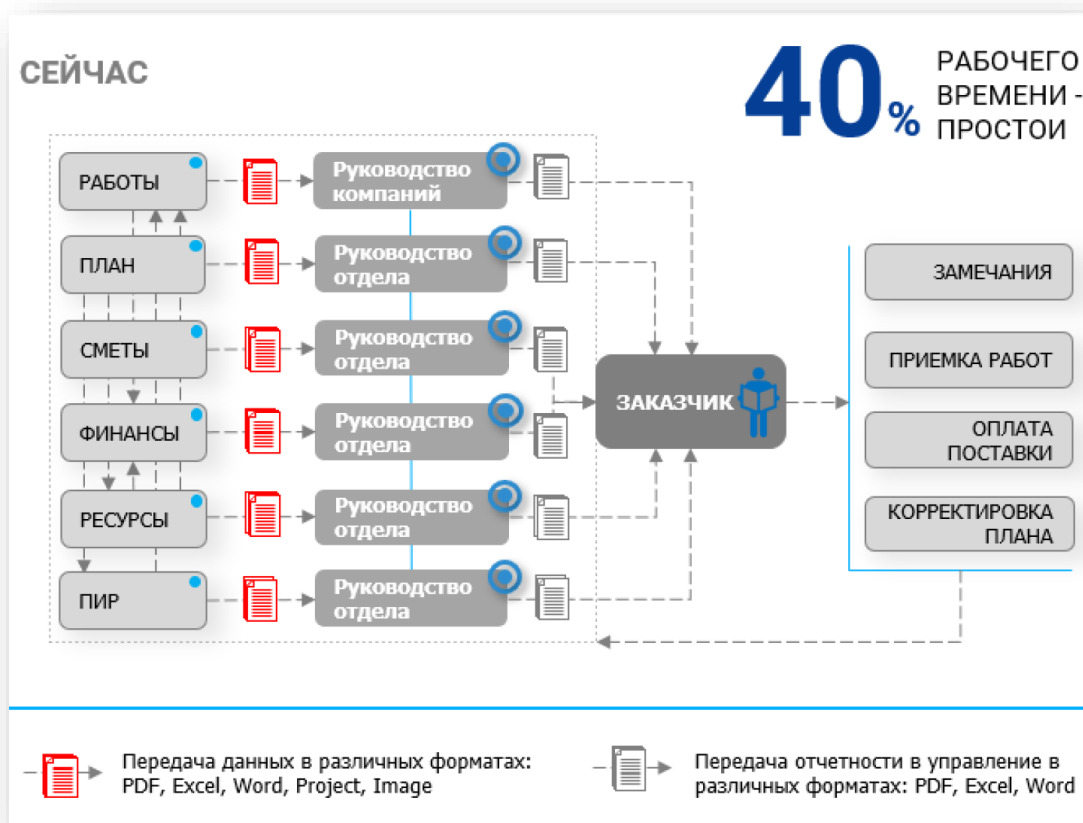 СЕЙЧАС
40%
РАБОЧЕГО
ВРЕМЕНИ -
ПРОСТОИ
РАБОТЫ
Руководство
компаний
ПЛАН
Руководство
отдела
СМЕТЫ
Руководство
отдела
ФИНАНСЫ
Руководство
отдела
РЕСУРСЫ
Руководство
отдела
ПИР
Руководство
отдела
ЗАКАЗЧИК
ЗАМЕЧАНИЯ
ПРИЕМКА РАБОТ
ОПЛАТА
ПОСТАВКИ
КОРРЕКТИРОВКА
ПЛАНА
Передача данных в различных форматах:
PDF, Excel, Word, Project, Image
Передача отчетности в управление в
различных форматах: PDF, Excel, Word